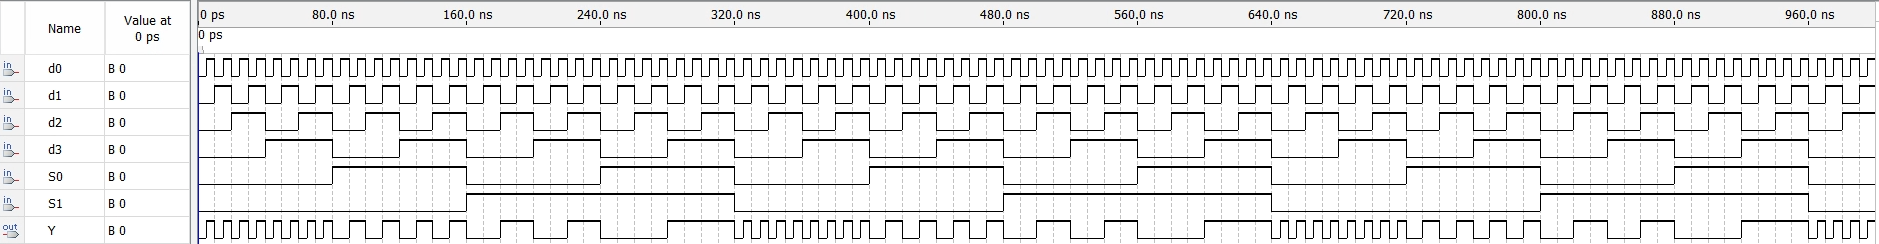 Name Value at 0 ps 80.0 ns 160.0 ns 240.0 ns 320.0 ns 400.0 ns 480.0 ns 560.0 ns 640.0 ns 720.0 ns 800.0 ns 880.0 ns 960.0 ns
0 ps 0 ps
in d0 B 0
in d1 B 0
in d2 B 0
in d3 B 0
in S0 B 0
in S1 B 0
out Y B 0